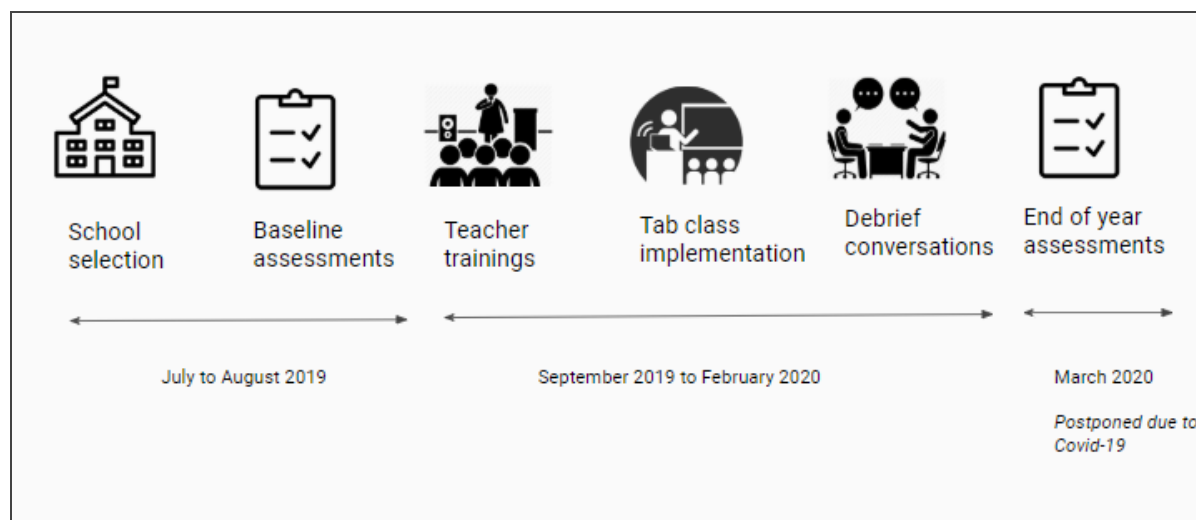 School
selection
Baseline
assessments
Teacher
trainings
Tab class
implementation
Debrief
conversations
End of year
assessments
July to August 2019
September 2019 to February 2020
March 2020
Postponed due to
Covid-19